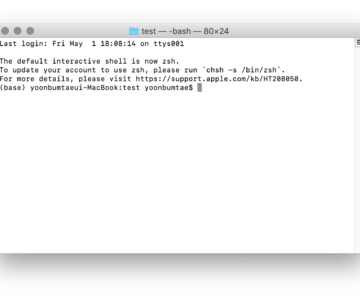 test — -bash — 80×24
Last login: Fri May  1 18:08:14 on ttys001
The default interactive shell is now zsh.
To update your account to use zsh, please run `chsh -s /bin/zsh`.
For more details, please visit https://support.apple.com/kb/HT208050.
(base) yoonbumtaeui-MacBook:test yoonbumtae$